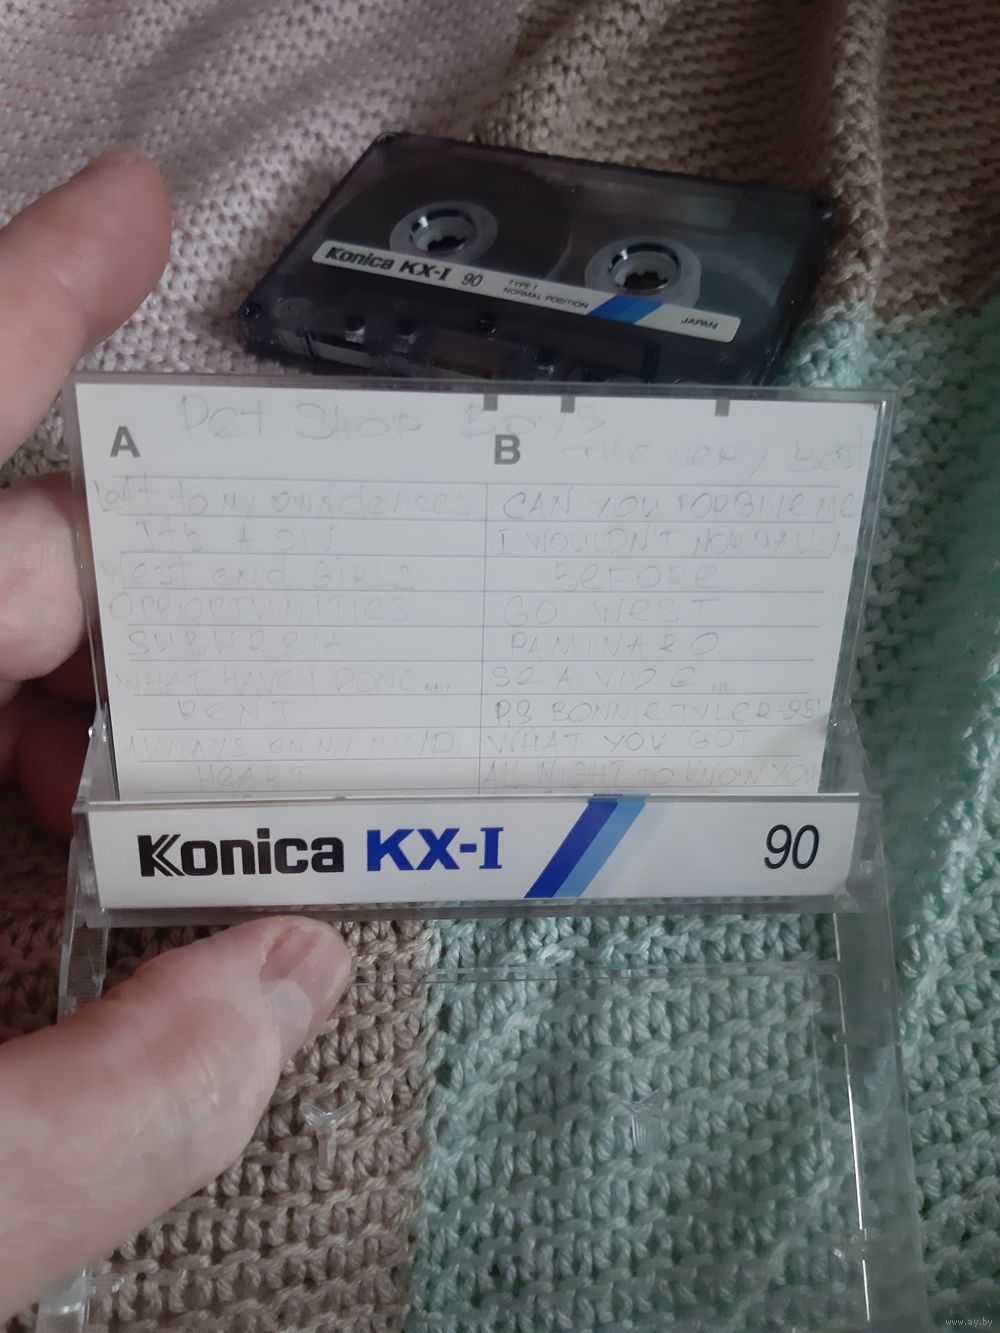 Konica KX-I 90 TYPE I
NORMAL POSITION
JAPAN
Pet Shop Boys
A
B
The very Best
Left to my own devices
CAN YOU FORGIVE ME
It's A SIN
I WOULDN'T NORMALLY...
West end GIRLS
BEFORE
OPPORTUNITIES
GO WEST
SUBURBIA
PAMINARO
WHAT HAVE I DONE....
SE A VIDE...
RENT
P.S BONNIE TYLER-95!
ALWAYS ON MY MIND.
WHAT YOU GOT
HEART
ALL NIGHT to KNOW YOU
Konica KX-I 90
www.ay.by